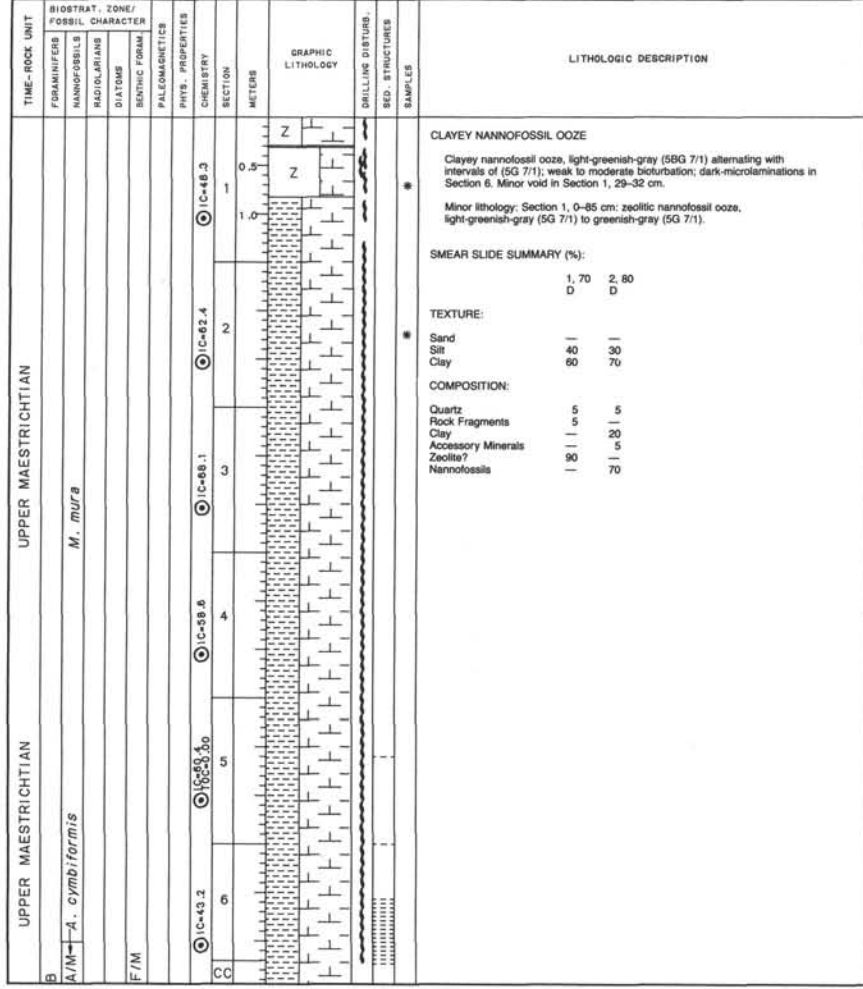 TIME-ROCK UNIT
BIOSTRAT. ZONE/
FOSSIL CHARACTER
FORAMINIFERS
NANNOFOSSILS
RADIOLARIANS
DIATOMS
BENTHIC FORAM.
PALEOMAGNETICS
PHYS. PROPERTIES
CHEMISTRY
SECTION
METERS
GRAPHIC
LITHOLOGY
DRILLING DISTURB.
SED. STRUCTURES
SAMPLES
LITHOLOGIC DESCRIPTION
UPPER MAESTRICHTIAN
UPPER MAESTRICHTIAN
B
A/M
A. cymbiformis
M. mura
F/M
IC=48.3
IC=62.4
IC=68.1
IC=58.6
TOC=0.00
IC=43.2
1
2
3
4
5
6
CC
0.5
1.0
Z
Z
*
*
CLAYEY NANNOFOSSIL OOZE
Clayey nannofossil ooze, light-greenish-gray (5BG 7/1) alternating with
intervals of (5G 7/1); weak to moderate bioturbation; dark-microlaminations in
Section 6. Minor void in Section 1, 29–32 cm.
Minor lithology: Section 1, 0–85 cm: zeolitic nannofossil ooze,
light-greenish-gray (5G 7/1) to greenish-gray (5G 7/1).
SMEAR SLIDE SUMMARY (%):
1, 70 2, 80
D D
TEXTURE:
Sand — —
Silt 40 30
Clay 60 70
COMPOSITION:
Quartz 5 5
Rock Fragments 5 —
Clay — 20
Accessory Minerals — 5
Zeolite? 90 —
Nannofossils — 70